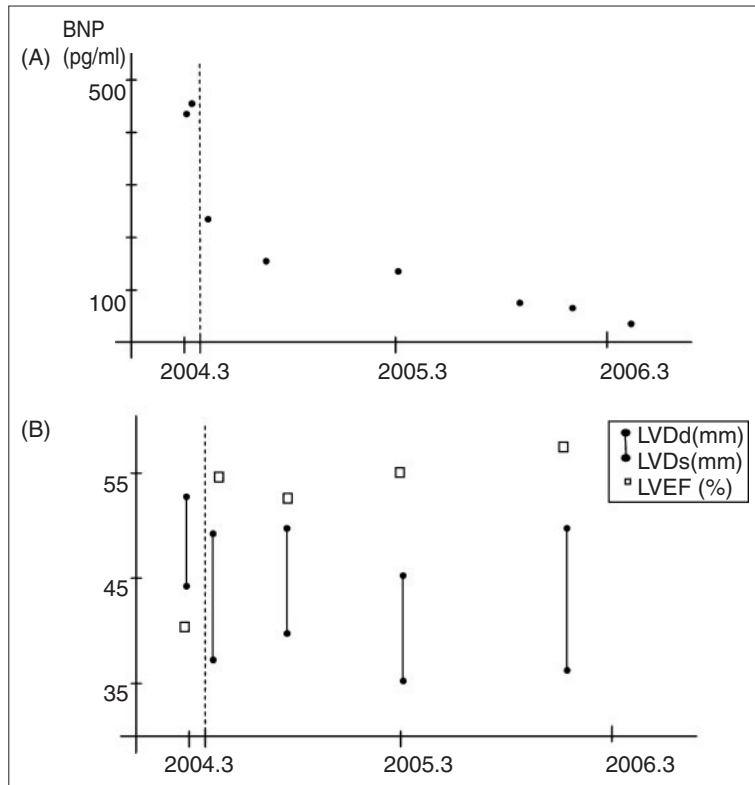 BNP
(A) (pg/ml)
500
100
2004.3 2005.3 2006.3
(B)
LVDd(mm)
LVDs(mm)
LVEF (%)
55
45
35
2004.3 2005.3 2006.3